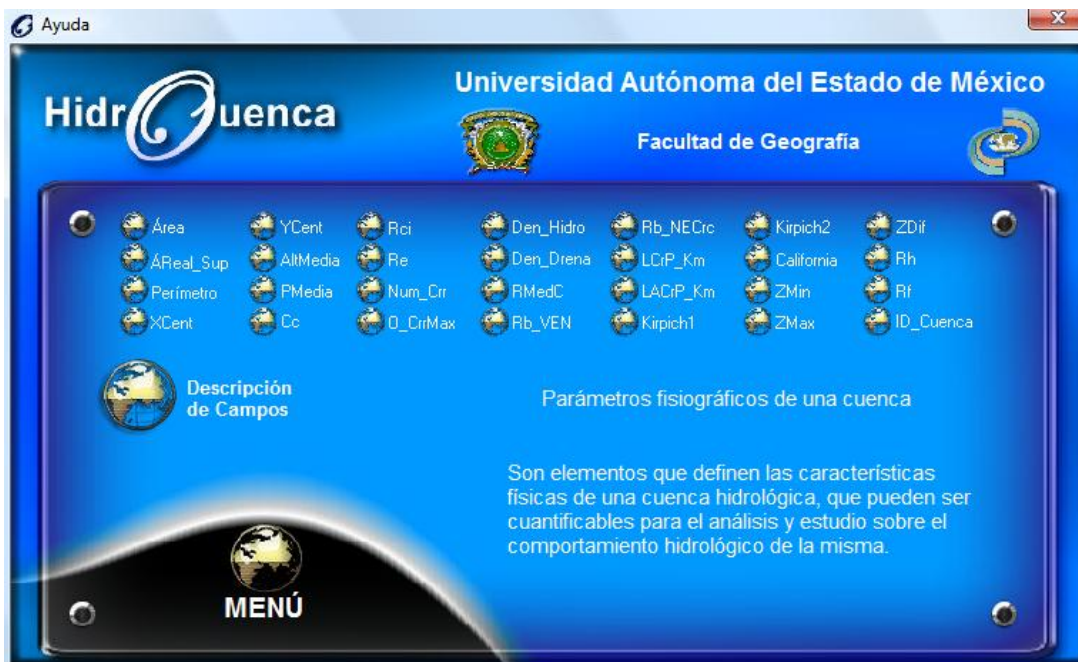 Ayuda
HidroCuenca
Universidad Autónoma del Estado de México
Facultad de Geografía
Área YCent Rci Den_Hidro Rb_NECrc Kirpich2 ZDif
ÁReal_Sup AltMedia Re Den_Drena LCrP_Km California Rh
Perímetro PMedia Num_Crr RMedC LACrP_Km ZMin Rf
XCent Cc O_CrrMax Rb_VEN Kirpich1 ZMax ID_Cuenca
Descripción
de Campos
Parámetros fisiográficos de una cuenca
Son elementos que definen las características
físicas de una cuenca hidrológica, que pueden ser
cuantificables para el análisis y estudio sobre el
comportamiento hidrológico de la misma.
MENÚ